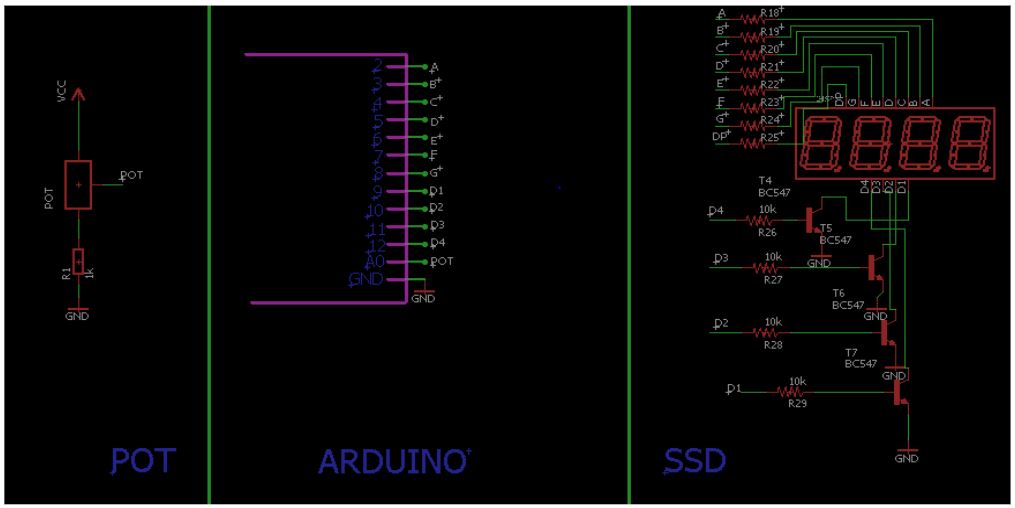 VCC
POT
POT
R1
1k
GND
POT
2
A
3
B
4
C
5
D
6
E
7
F
8
G
9
D1
10
D2
11
D3
12
D4
A0
POT
GND
GND
ARDUINO
A
R18
B
R19
C
R20
D
R21
E
R22
F
R23
G
R24
DP
R25
DP
G
F
E
D
C
B
A
D4
D3
D2
D1
T4
BC547
D4
10k
R26
T5
BC547
GND
D3
10k
R27
T6
BC547
GND
D2
10k
R28
T7
BC547
GND
D1
10k
R29
GND
SSD